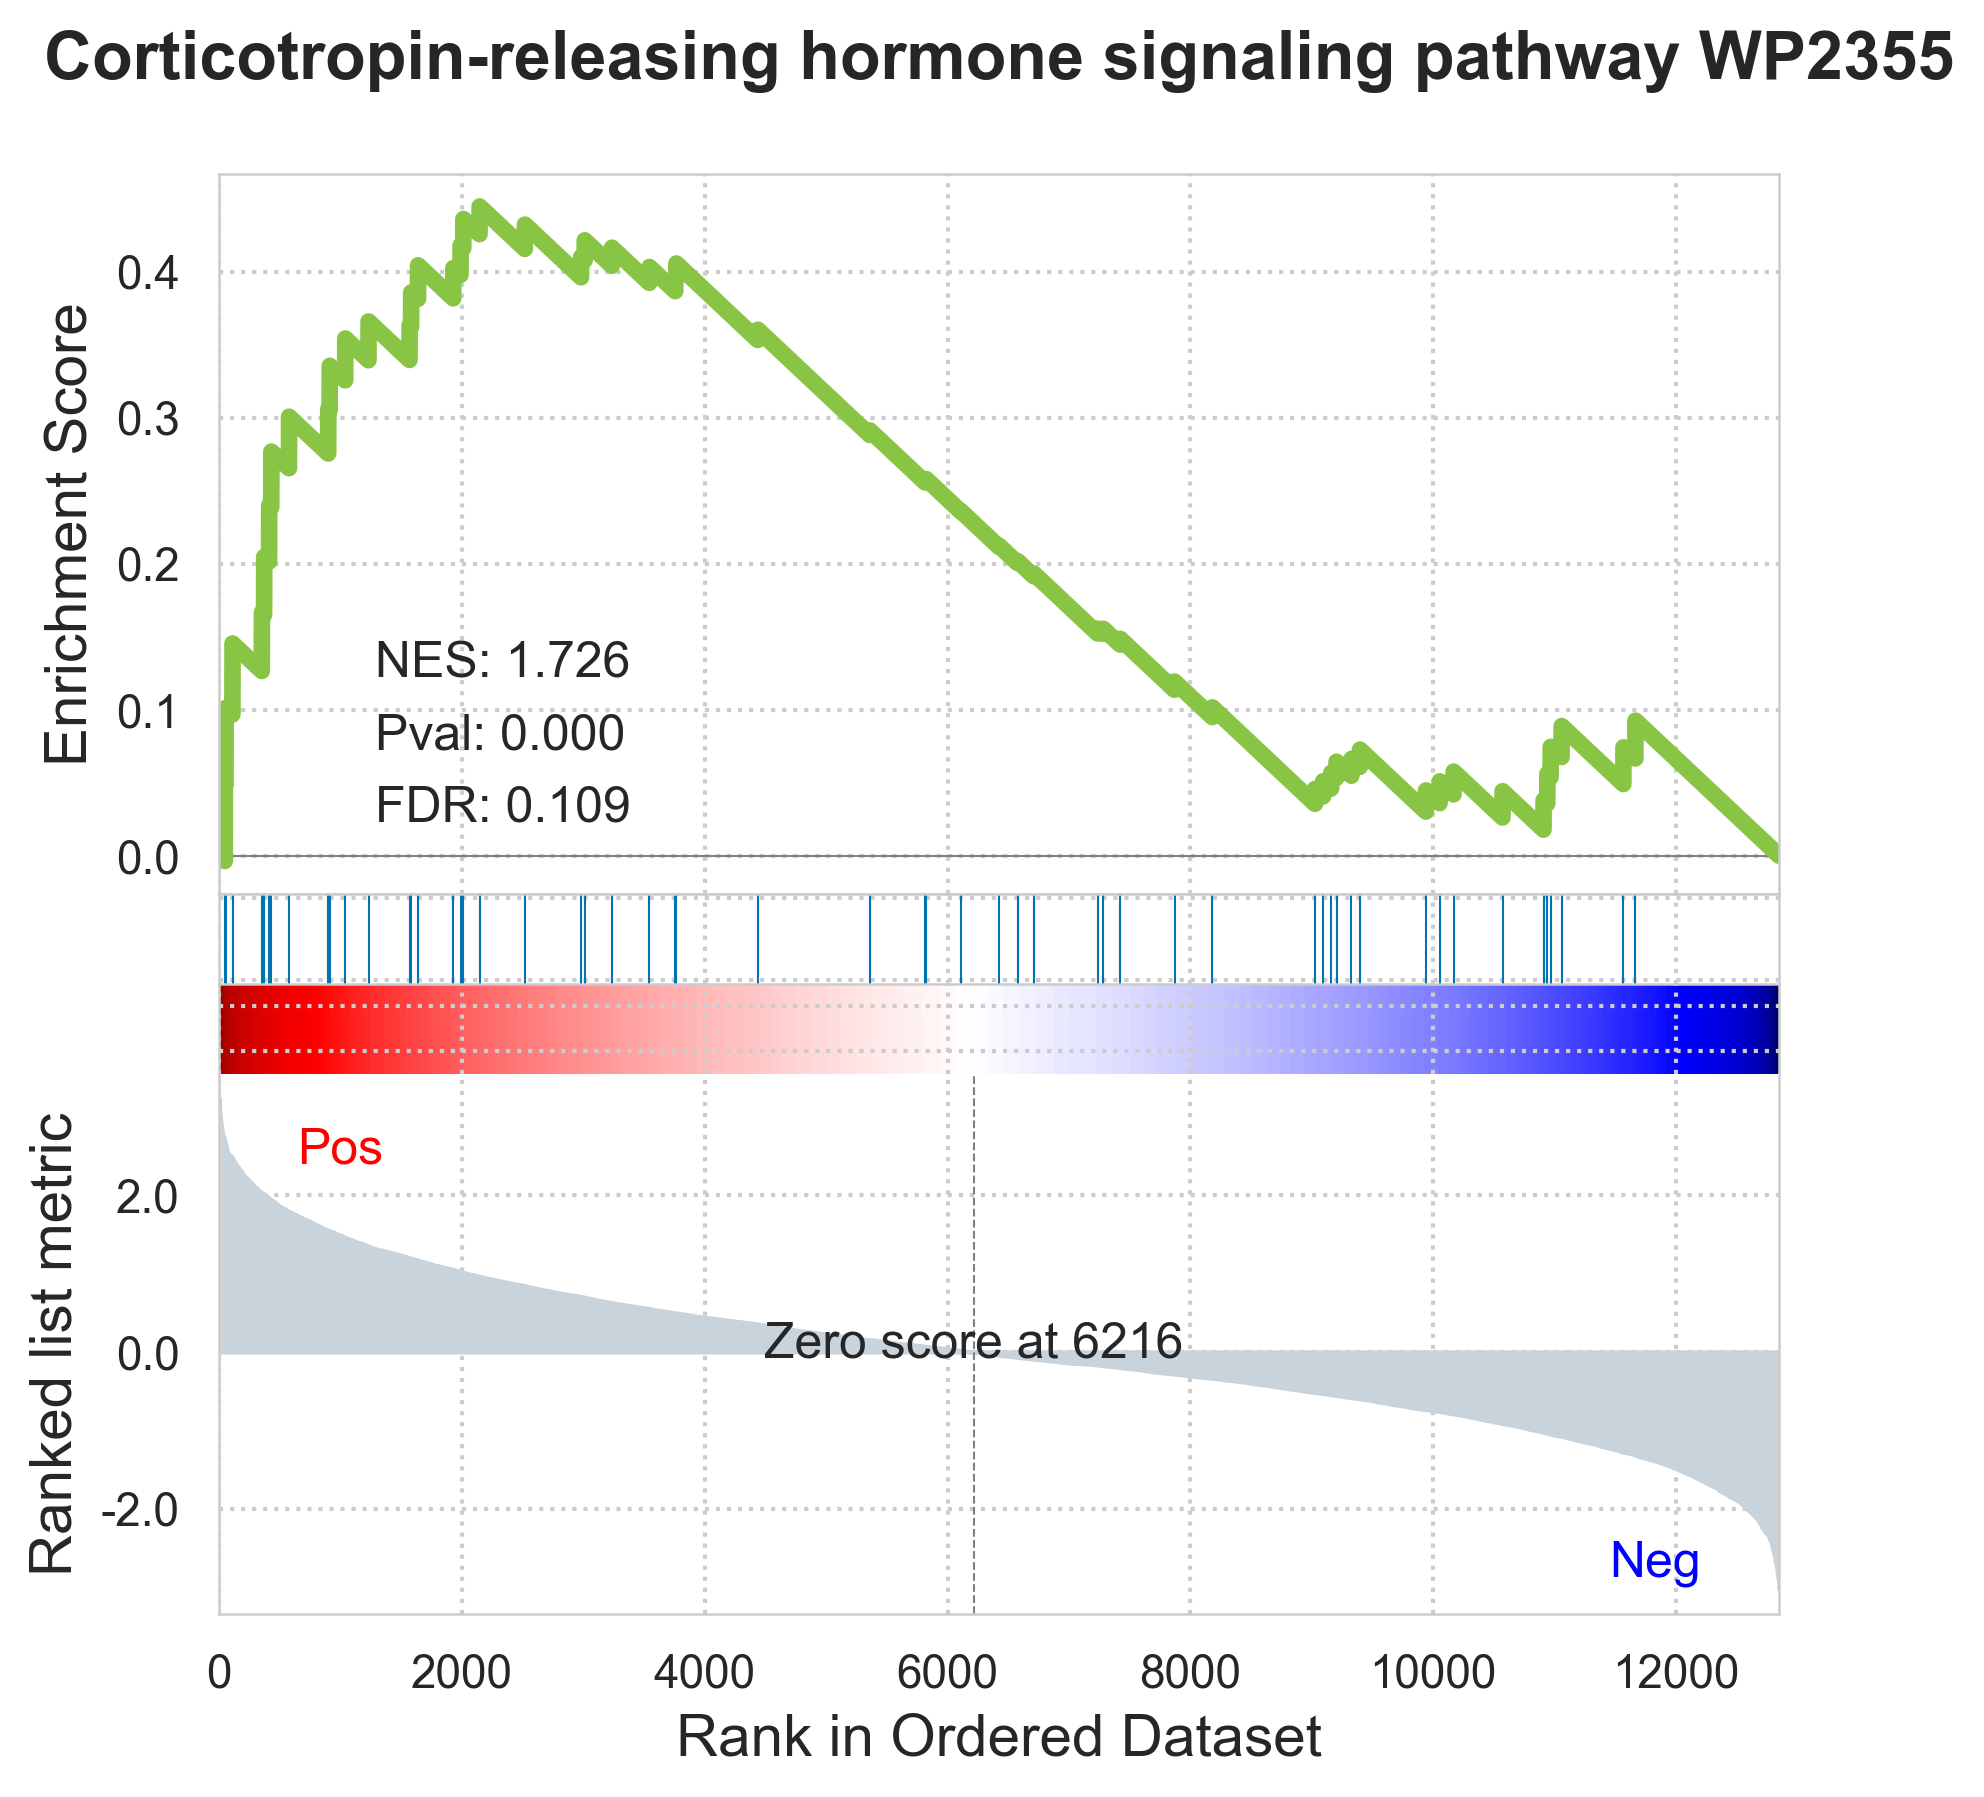 Corticotropin-releasing hormone signaling pathway WP2355
Enrichment Score
0.4
0.3
0.2
0.1
0.0
NES: 1.726
Pval: 0.000
FDR: 0.109
Ranked list metric
Pos
2.0
0.0
-2.0
Zero score at 6216
Neg
0 2000 4000 6000 8000 10000 12000
Rank in Ordered Dataset